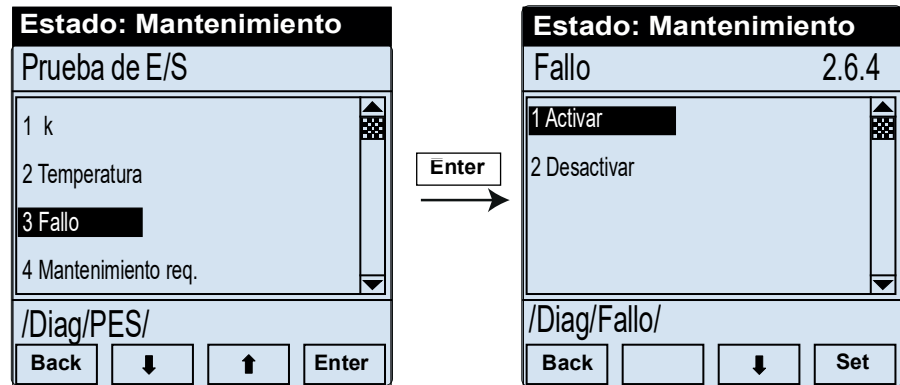 Estado: Mantenimiento
Prueba de E/S
1 k
2 Temperatura
3 Fallo
4 Mantenimiento req.
/Diag/PES/
Back ⬇ ⬆ Enter
Enter
Estado: Mantenimiento
Fallo 2.6.4
1 Activar
2 Desactivar
/Diag/Fallo/
Back ⬇ Set